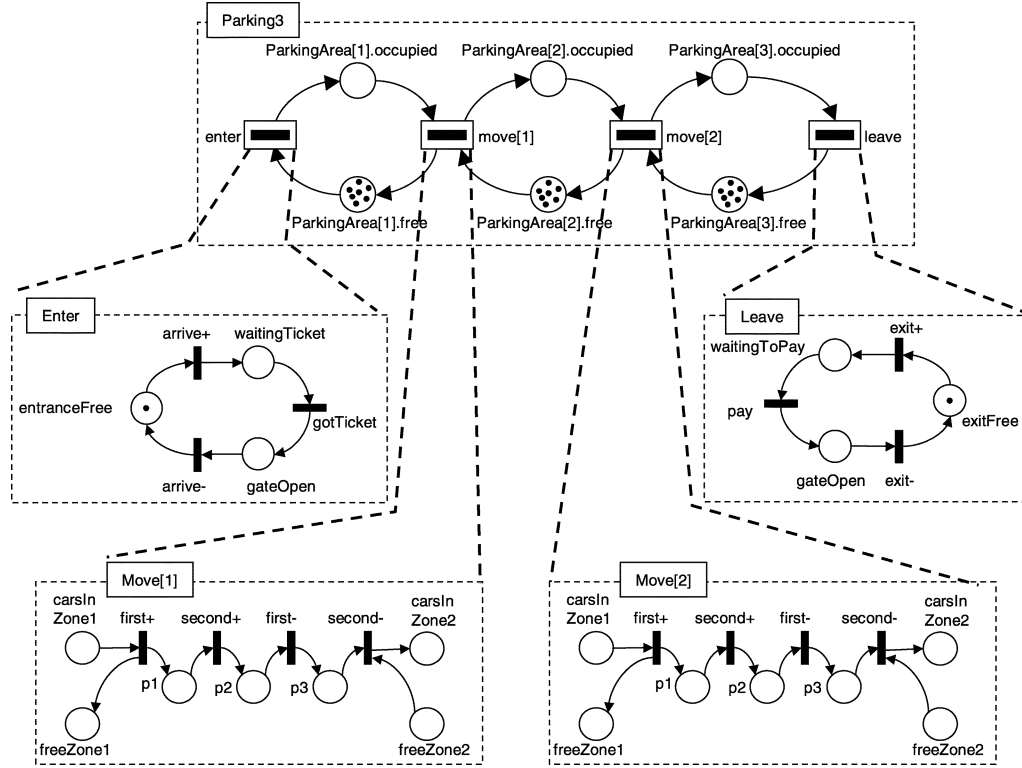 Parking3
ParkingArea[1].occupied
ParkingArea[2].occupied
ParkingArea[3].occupied
enter
move[1]
move[2]
leave
ParkingArea[1].free
ParkingArea[2].free
ParkingArea[3].free
Enter
arrive+
waitingTicket
entranceFree
gotTicket
arrive-
gateOpen
Leave
exit+
waitingToPay
pay
exitFree
gateOpen
exit-
Move[1]
carsIn
Zone1
first+
second+
first-
second-
carsIn
Zone2
p1
p2
p3
freeZone1
freeZone2
Move[2]
carsIn
Zone1
first+
second+
first-
second-
carsIn
Zone2
p1
p2
p3
freeZone1
freeZone2